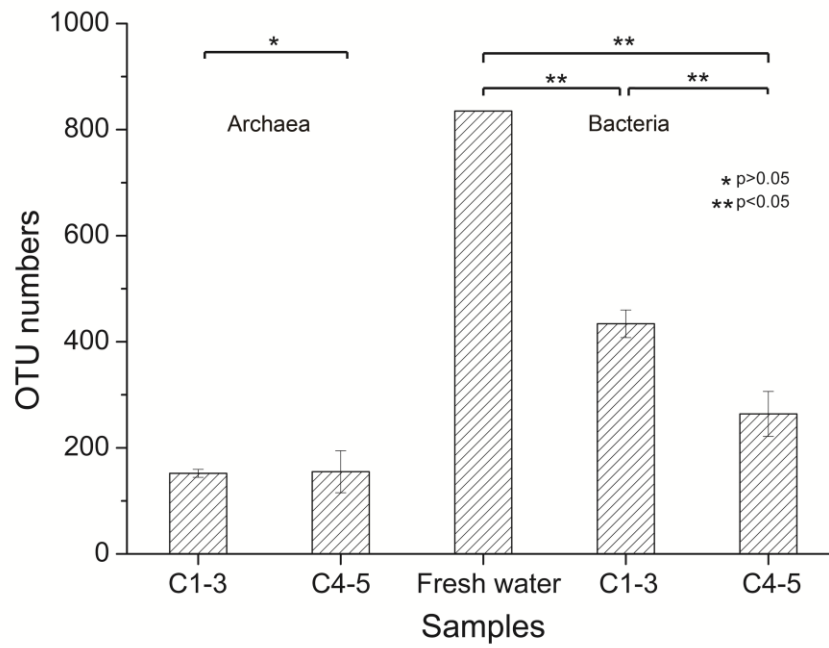 1000
800
600
400
200
0
OTU numbers
*
**
**
**
Archaea
Bacteria
* p>0.05
** p<0.05
C1-3
C4-5
Fresh water
C1-3
C4-5
Samples